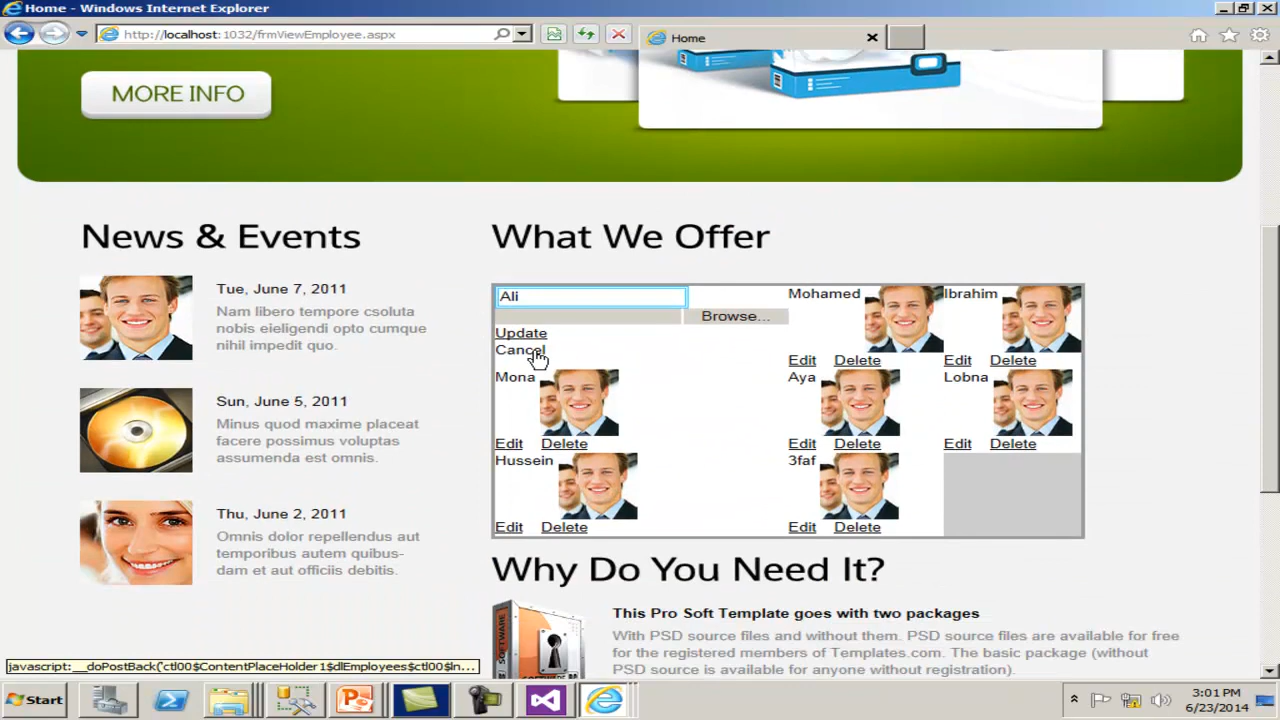 Home - Windows Internet Explorer
http://localhost:1032/frmViewEmployee.aspx
Home
MORE INFO
News & Events
Tue, June 7, 2011
Nam libero tempore csoluta
nobis eieligendi opto cumque
nihil impedit quo.
Sun, June 5, 2011
Minus quod maxime placeat
facere possimus voluptas
assumenda est omnis.
Thu, June 2, 2011
Omnis dolor repellendus aut
temporibus autem quibus-
dam et aut officiis debitis.
What We Offer
Ali
Browse...
Update
Cancel
Mohamed
Edit Delete
Ibrahim
Edit Delete
Mona
Edit Delete
Aya
Edit Delete
Lobna
Edit Delete
Hussein
Edit Delete
3faf
Edit Delete
Why Do You Need It?
This Pro Soft Template goes with two packages
With PSD source files and without them. PSD source files are available for free
for the registered members of Templates.com. The basic package (without
PSD source is available for anyone without registration).
javascript:__doPostBack('ctl00$ContentPlaceHolder1$dlEmployees$ctl00$ln...
Start
3:01 PM
6/23/2014